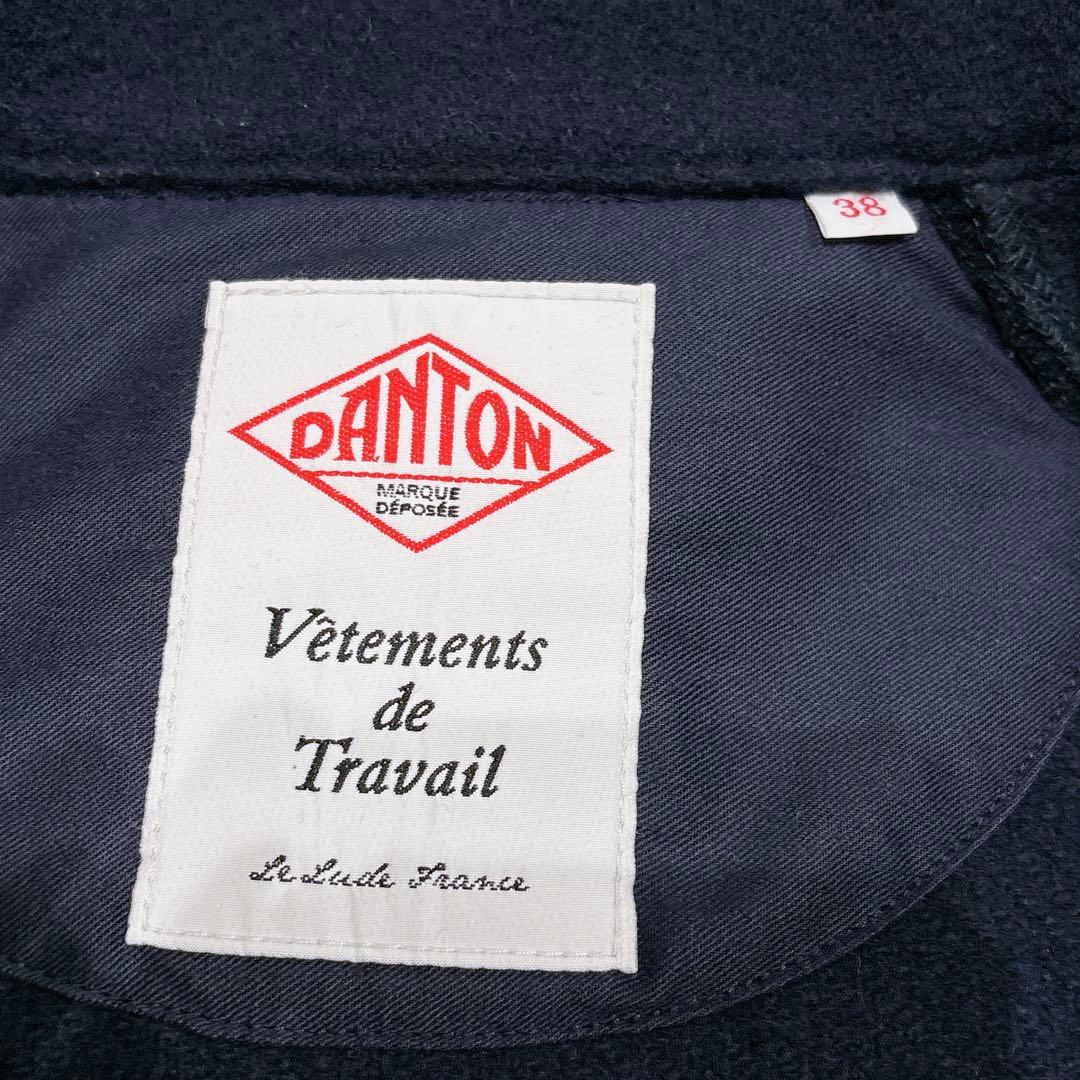 38
DANTON
MARQUE
DÉPOSÉE
Vêtements
de
Travail
Le Lude France